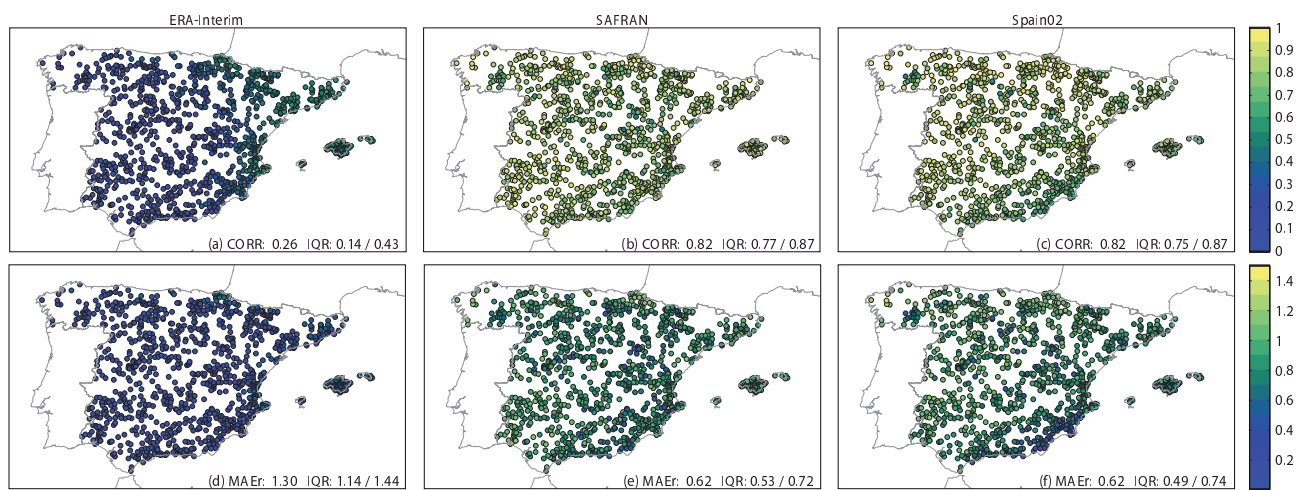 ERA-Interim
SAFRAN
Spain02
(a) CORR: 0.26 IQR: 0.14 / 0.43
(b) CORR: 0.82 IQR: 0.77 / 0.87
(c) CORR: 0.82 IQR: 0.75 / 0.87
1
0.9
0.8
0.7
0.6
0.5
0.4
0.3
0.2
0.1
0
(d) MAEr: 1.30 IQR: 1.14 / 1.44
(e) MAEr: 0.62 IQR: 0.53 / 0.72
(f) MAEr: 0.62 IQR: 0.49 / 0.74
1.4
1.2
1
0.8
0.6
0.4
0.2